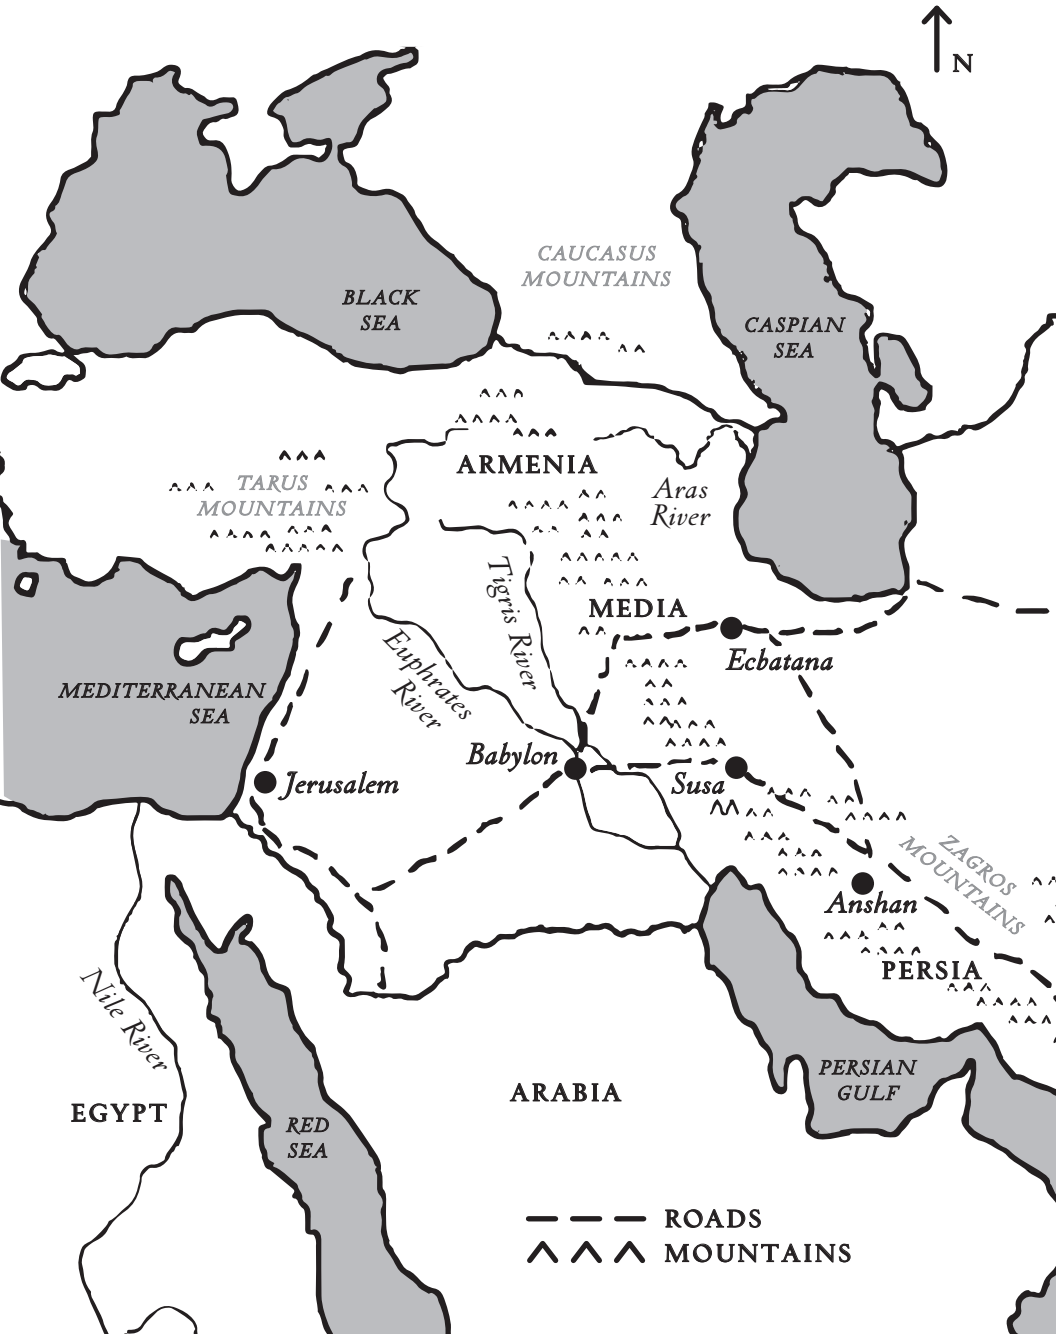 N
CAUCASUS
MOUNTAINS
BLACK
SEA
CASPIAN
SEA
ARMENIA
TARUS
MOUNTAINS
Aras
River
Tigris River
MEDIA
Ecbatana
Euphrates
River
MEDITERRANEAN
SEA
Babylon
Susa
Jerusalem
ZAGROS
MOUNTAINS
Anshan
PERSIA
Nile River
PERSIAN
GULF
ARABIA
EGYPT
RED
SEA
ROADS
MOUNTAINS